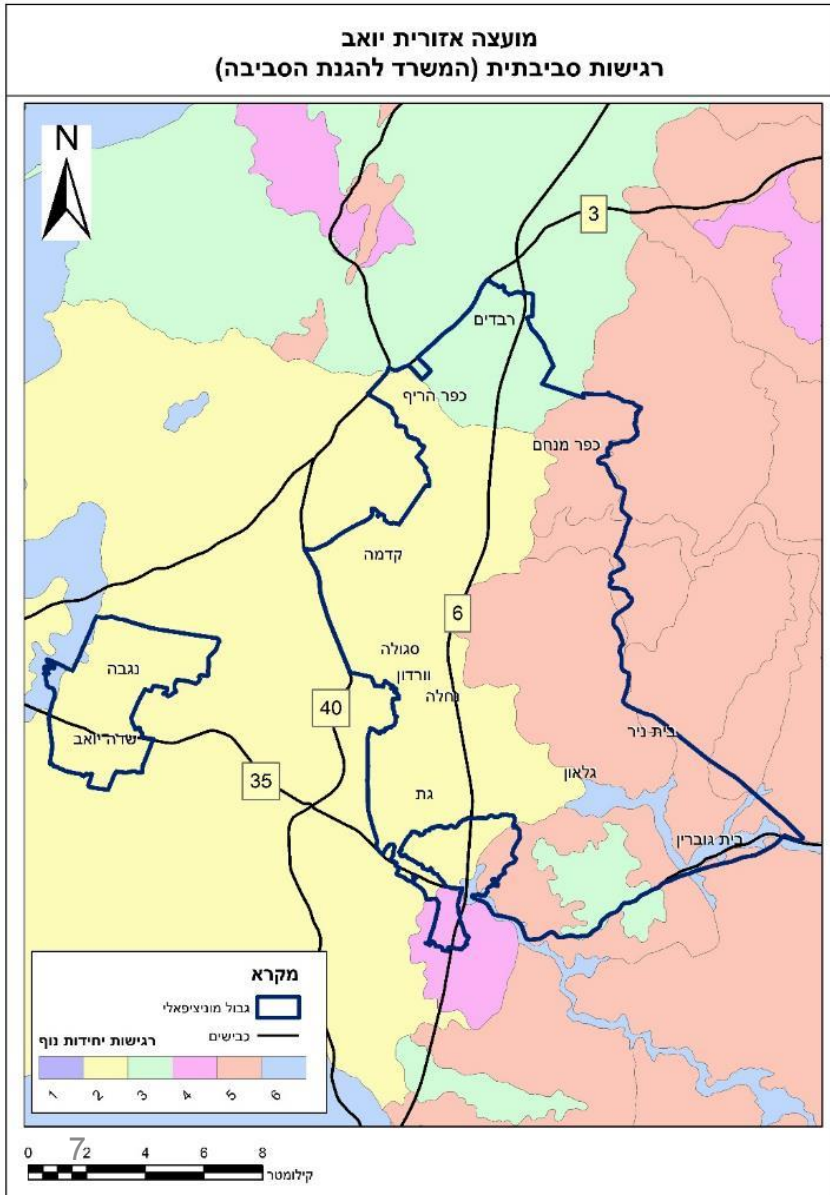 מועצה אזורית יואב
רגישות סביבתית (המשרד להגנת הסביבה)
N
3
רבדים
כפר הריף
כפר מנחם
קדמה
6
סגולה
וורדון
נחלה
נגבה
40
שדה יואב
35
בית ניר
גלאון
גת
בית גוברין
מקרא
גבול מוניציפאלי
כבישים
רגישות יחידות נוף
1 2 3 4 5 6
7
0 2 4 6 8
קילומטר